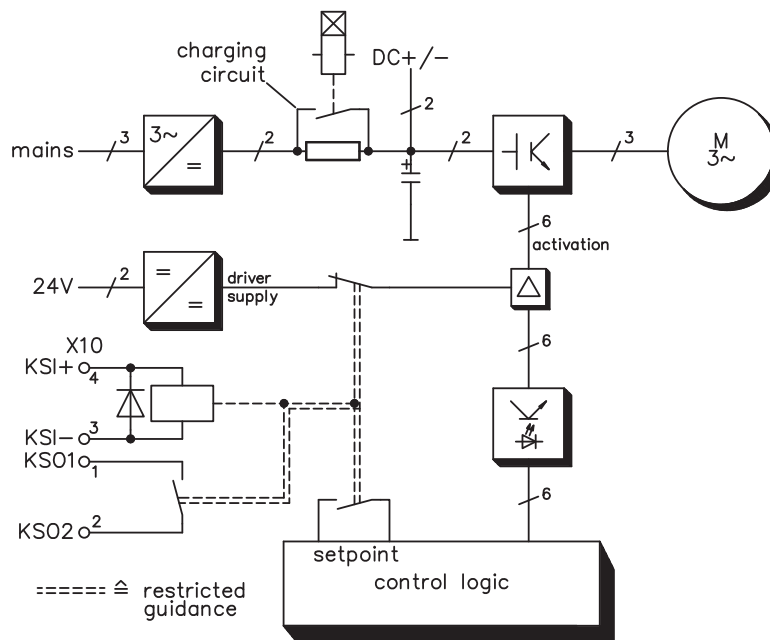 charging
circuit
DC+/-
2
mains
3
3~
=
2
+
2
3
M
3~
6
activation
24V
2
=
=
driver
supply
6
X10
KSI+
4
KSI-
3
KSO1
1
KSO2
2
6
setpoint
control logic
≙ restricted
guidance